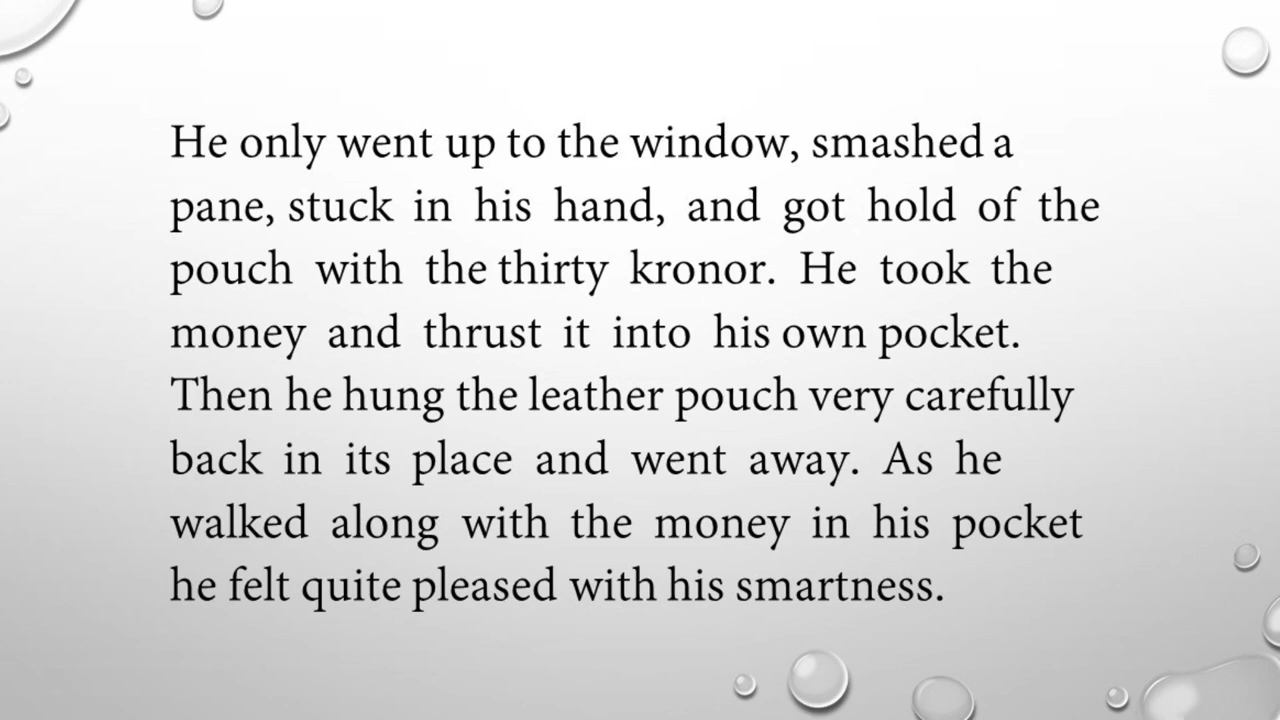 He only went up to the window, smashed a
pane, stuck in his hand, and got hold of the
pouch with the thirty kronor. He took the
money and thrust it into his own pocket.
Then he hung the leather pouch very carefully
back in its place and went away. As he
walked along with the money in his pocket
he felt quite pleased with his smartness.